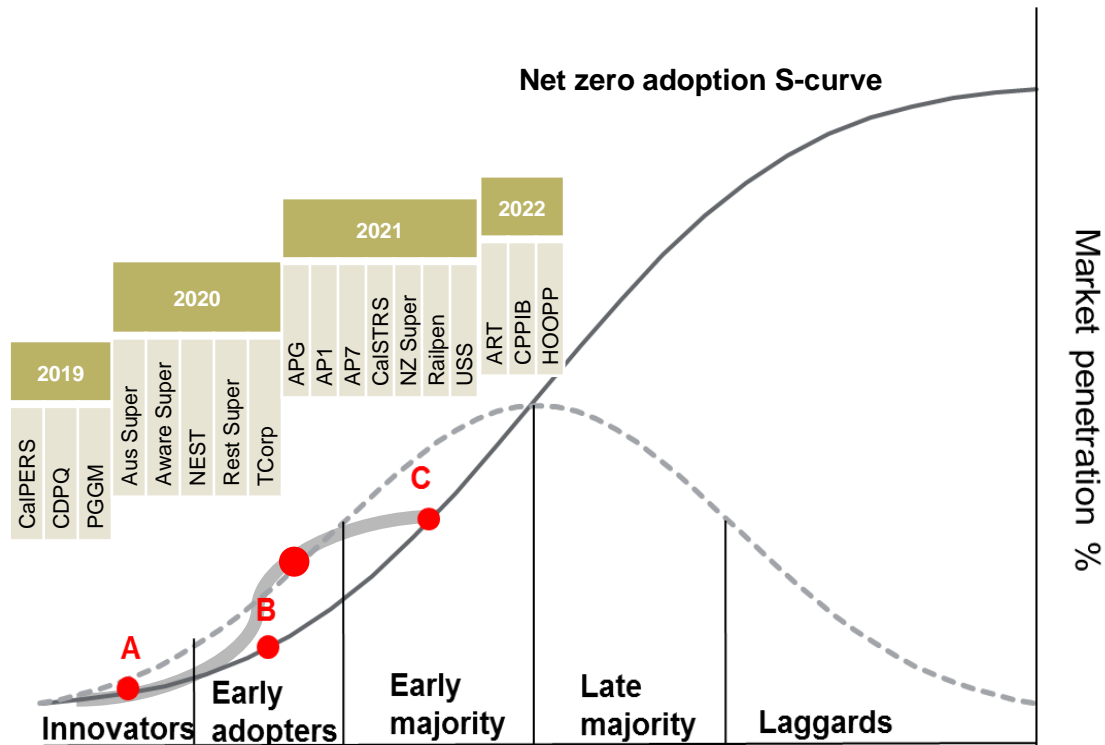 Net zero adoption S-curve
2019
CalPERS
CDPQ
PGGM
2020
Aus Super
Aware Super
NEST
Rest Super
TCorp
2021
APG
AP1
AP7
CalSTRS
NZ Super
Railpen
USS
2022
ART
CPPIB
HOOPP
Market penetration %
A
B
C
Innovators
Early
adopters
Early
majority
Late
majority
Laggards